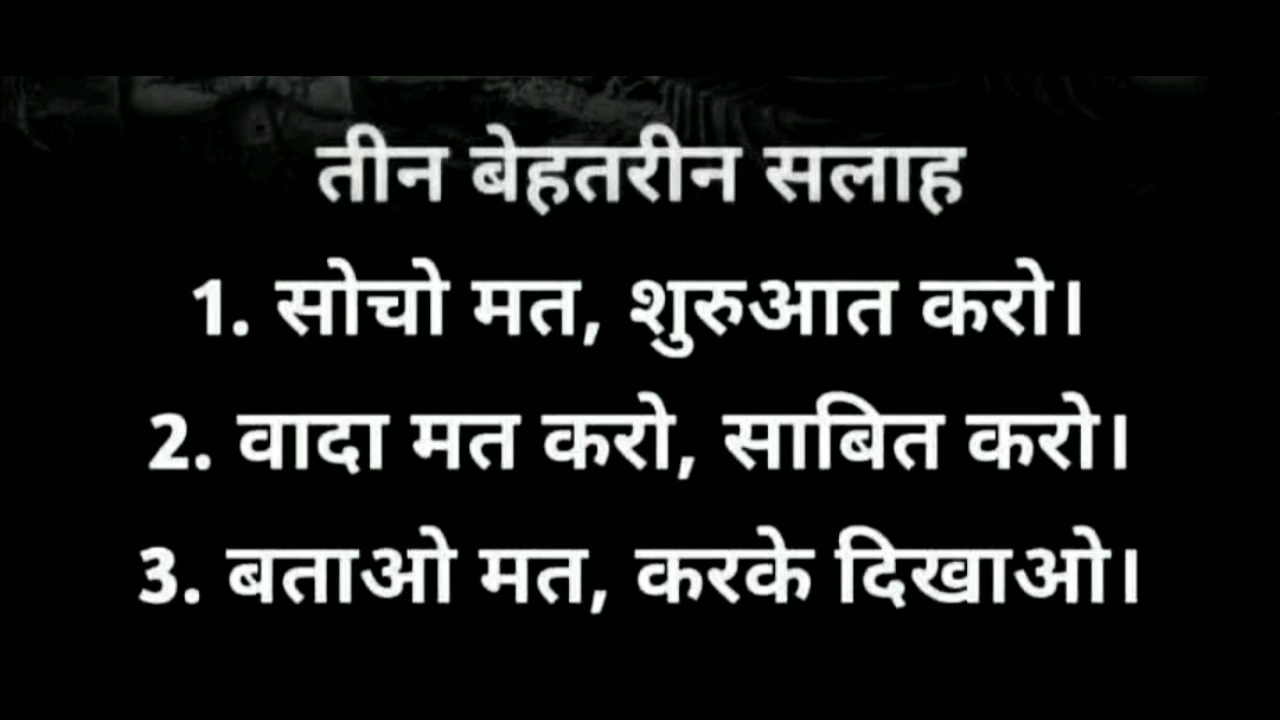 तीन बेहतरीन सलाह
1. सोचो मत, शुरुआत करो।
2. वादा मत करो, साबित करो।
3. बताओ मत, करके दिखाओ।